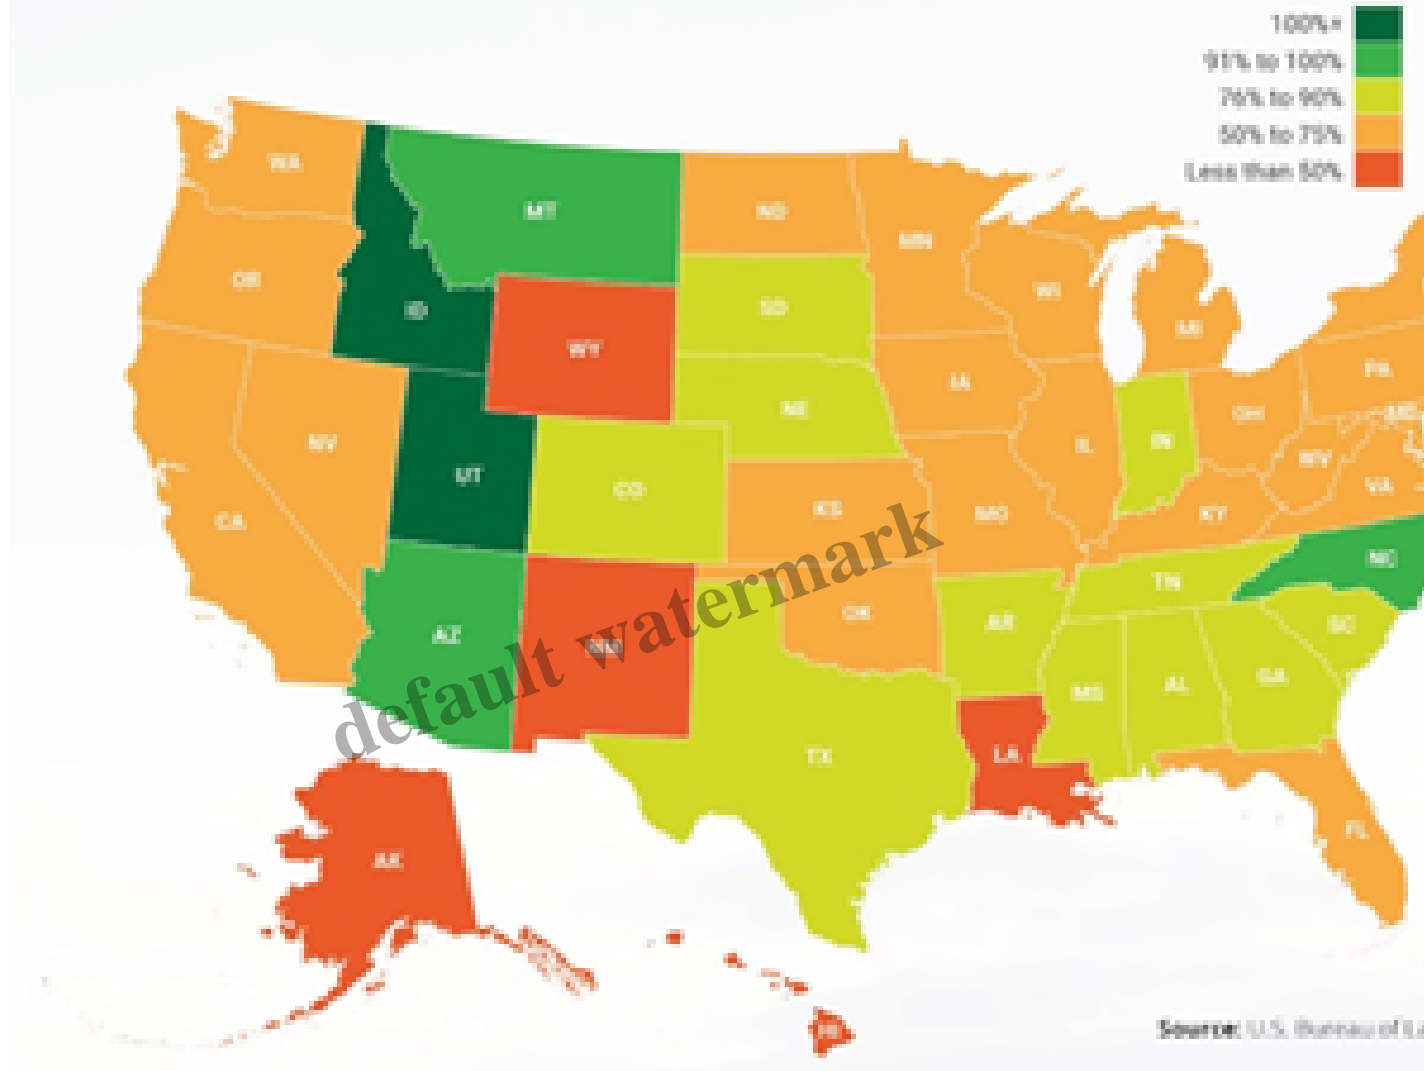 100%+
91% to 100%
76% to 90%
50% to 75%
Less than 50%
WA
MT
ND
MN
OR
ID
SD
WI
MI
WY
IA
PA
NE
OH
MD
NV
UT
CO
IL
IN
WV
VA
CA
KS
MO
KY
NC
AZ
NM
OK
AR
TN
SC
MS
AL
GA
TX
LA
FL
AK
HI
default watermark
Source: U.S. Bureau of La